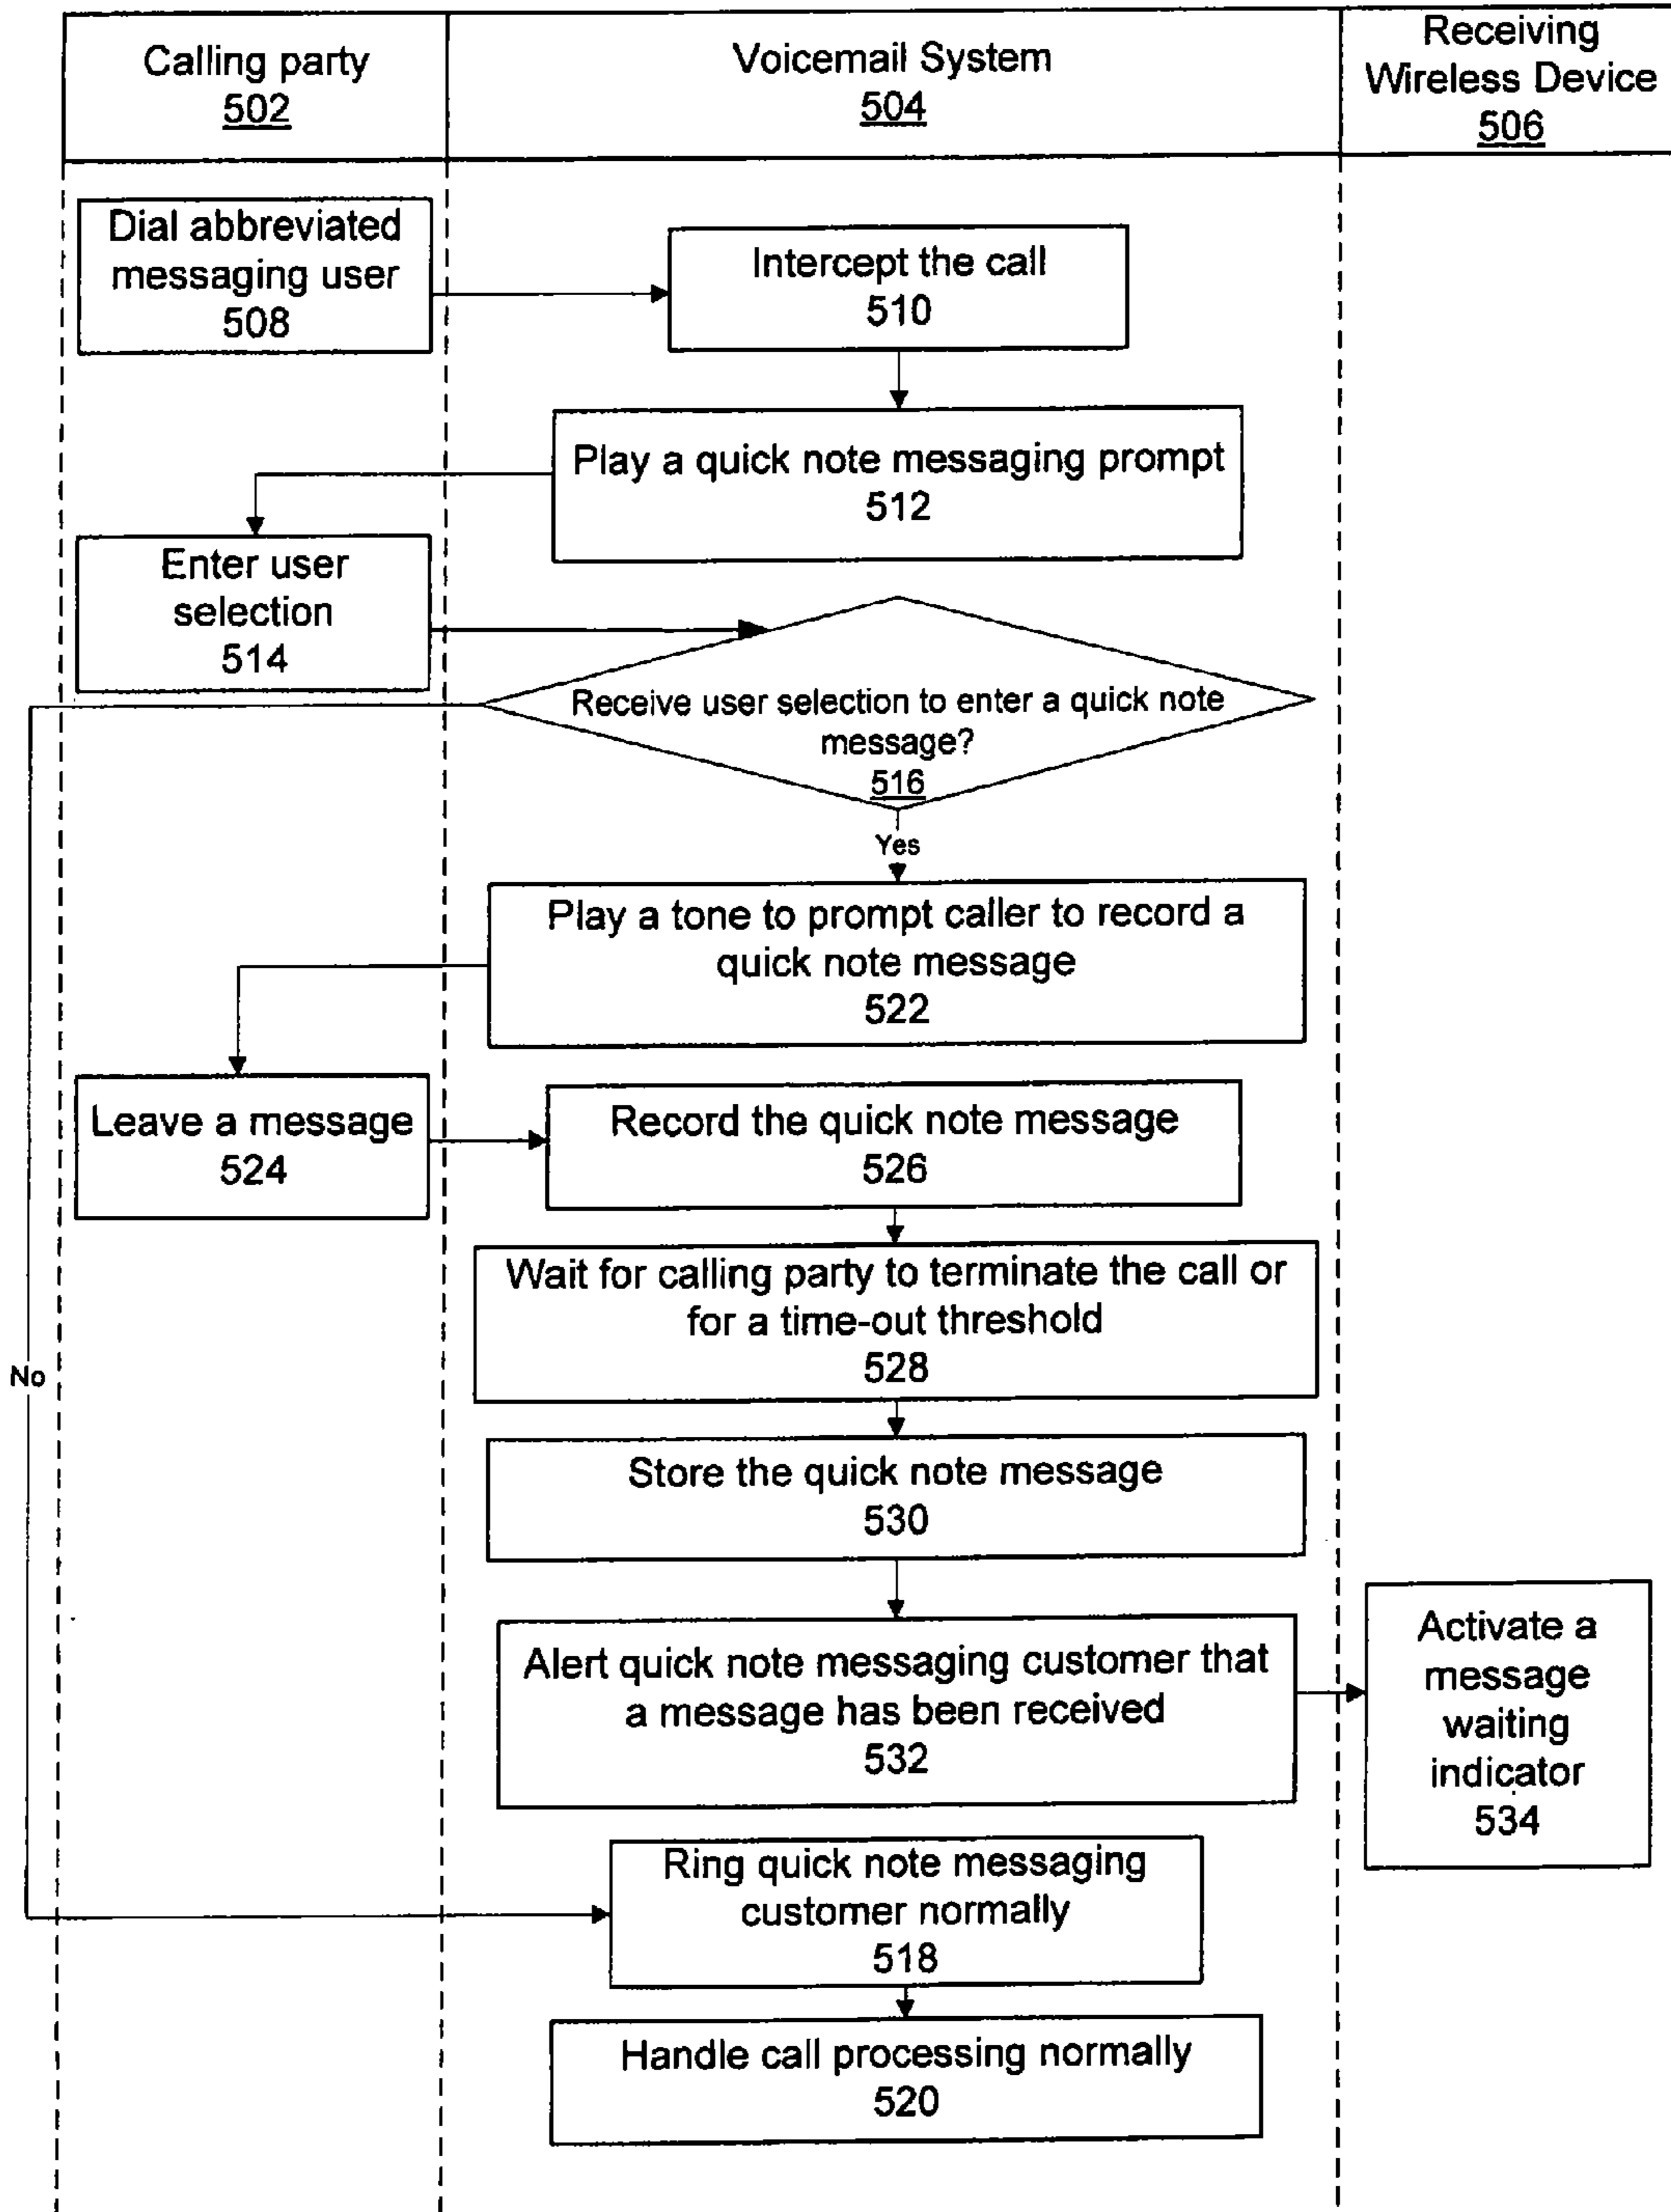 Calling party
502
Voicemail System
504
Receiving
Wireless Device
506
Dial abbreviated
messaging user
508
Intercept the call
510
Play a quick note messaging prompt
512
Enter user
selection
514
Receive user selection to enter a quick note
message?
516
Yes
Play a tone to prompt caller to record a
quick note message
522
Leave a message
524
Record the quick note message
526
Wait for calling party to terminate the call or
for a time-out threshold
528
No
Store the quick note message
530
Alert quick note messaging customer that
a message has been received
532
Activate a
message
waiting
indicator
534
Ring quick note messaging
customer normally
518
Handle call processing normally
520